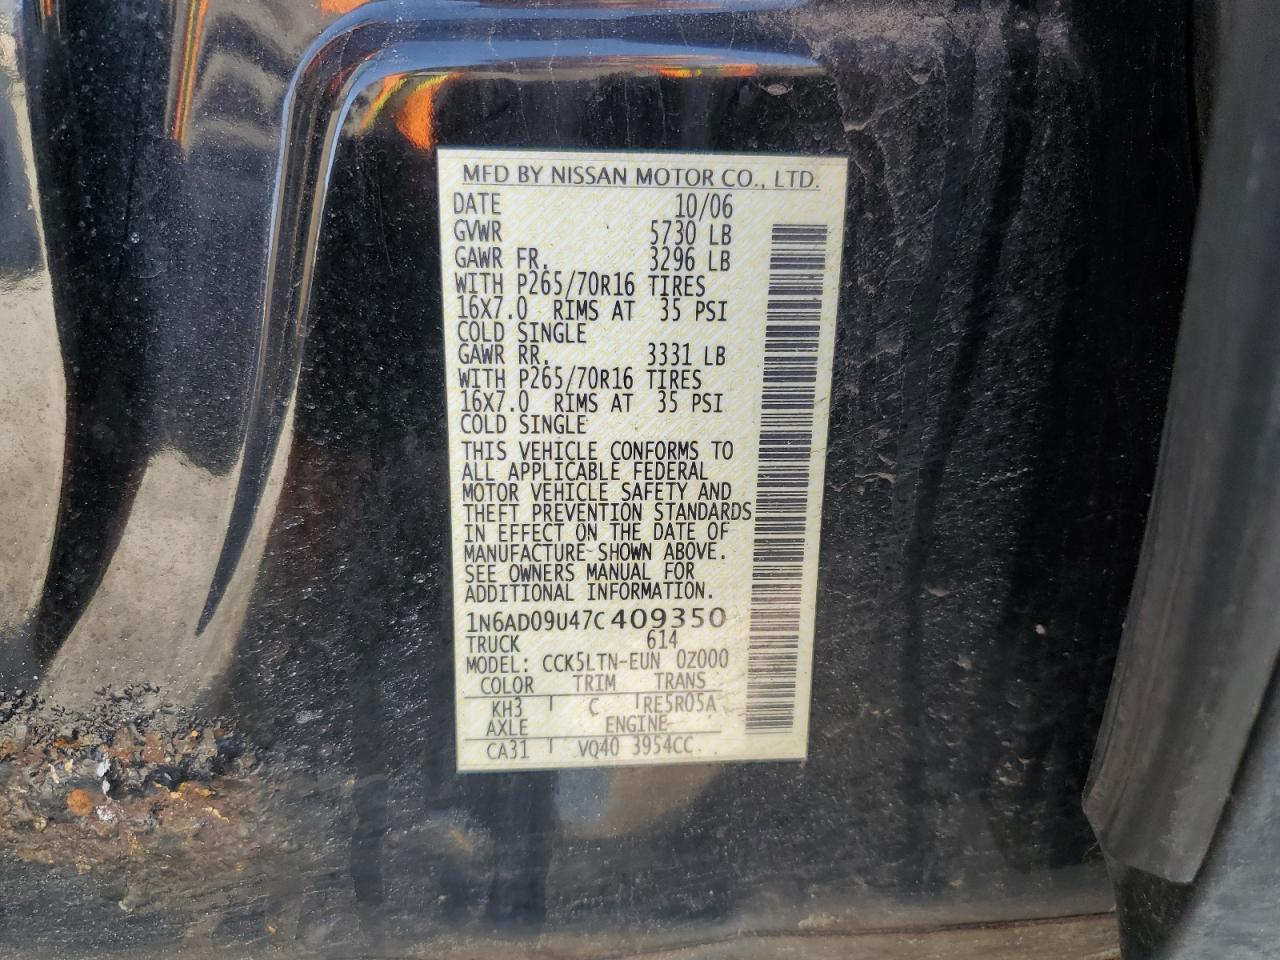 MFD BY NISSAN MOTOR CO., LTD.
DATE 10/06
GVWR 5730 LB
GAWR FR. 3296 LB
WITH P265/70R16 TIRES
16X7.0 RIMS AT 35 PSI
COLD SINGLE
GAWR RR. 3331 LB
WITH P265/70R16 TIRES
16X7.0 RIMS AT 35 PSI
COLD SINGLE
THIS VEHICLE CONFORMS TO
ALL APPLICABLE FEDERAL
MOTOR VEHICLE SAFETY AND
THEFT PREVENTION STANDARDS
IN EFFECT ON THE DATE OF
MANUFACTURE SHOWN ABOVE.
SEE OWNERS MANUAL FOR
ADDITIONAL INFORMATION.
1N6AD09U47C409350
TRUCK 614
MODEL: CCK5LTN-EUN 0Z000
COLOR TRIM TRANS
KH3 C RE5R05A
AXLE ENGINE
CA31 VQ40 3954CC